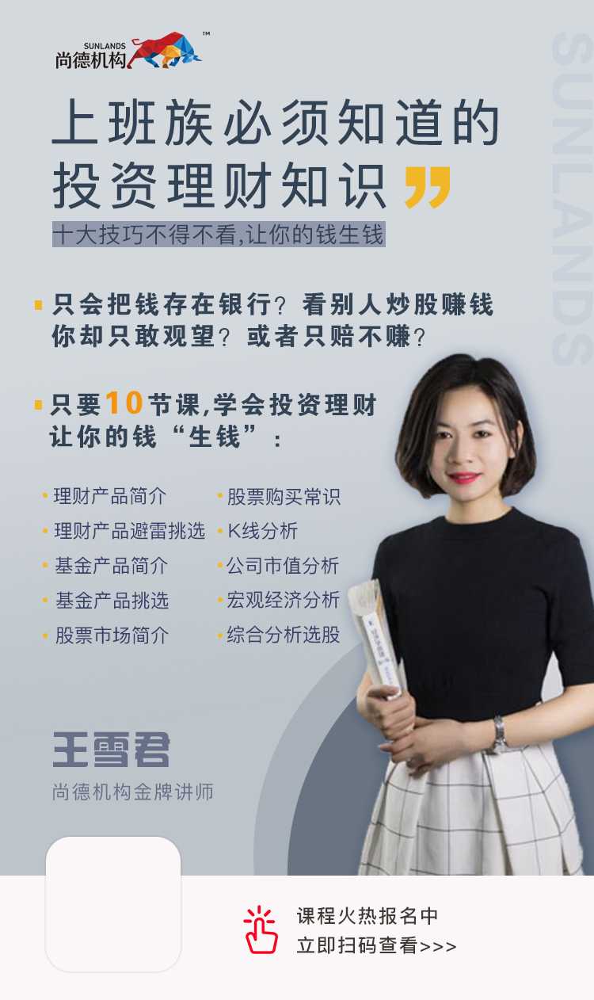 SUNLANDS
尚德机构
TM
SUNLANDS
上班族必须知道的
投资理财知识”
十大技巧不得不看,让你的钱生钱
只会把钱存在银行？看别人炒股赚钱
你却只敢观望？或者只赔不赚？
只要10节课,学会投资理财
让你的钱“生钱”：
理财产品简介
理财产品避雷挑选
基金产品简介
基金产品挑选
股票市场简介
股票购买常识
K线分析
公司市值分析
宏观经济分析
综合分析选股
王雪君
尚德机构金牌讲师
课程火热报名中
立即扫码查看>>>